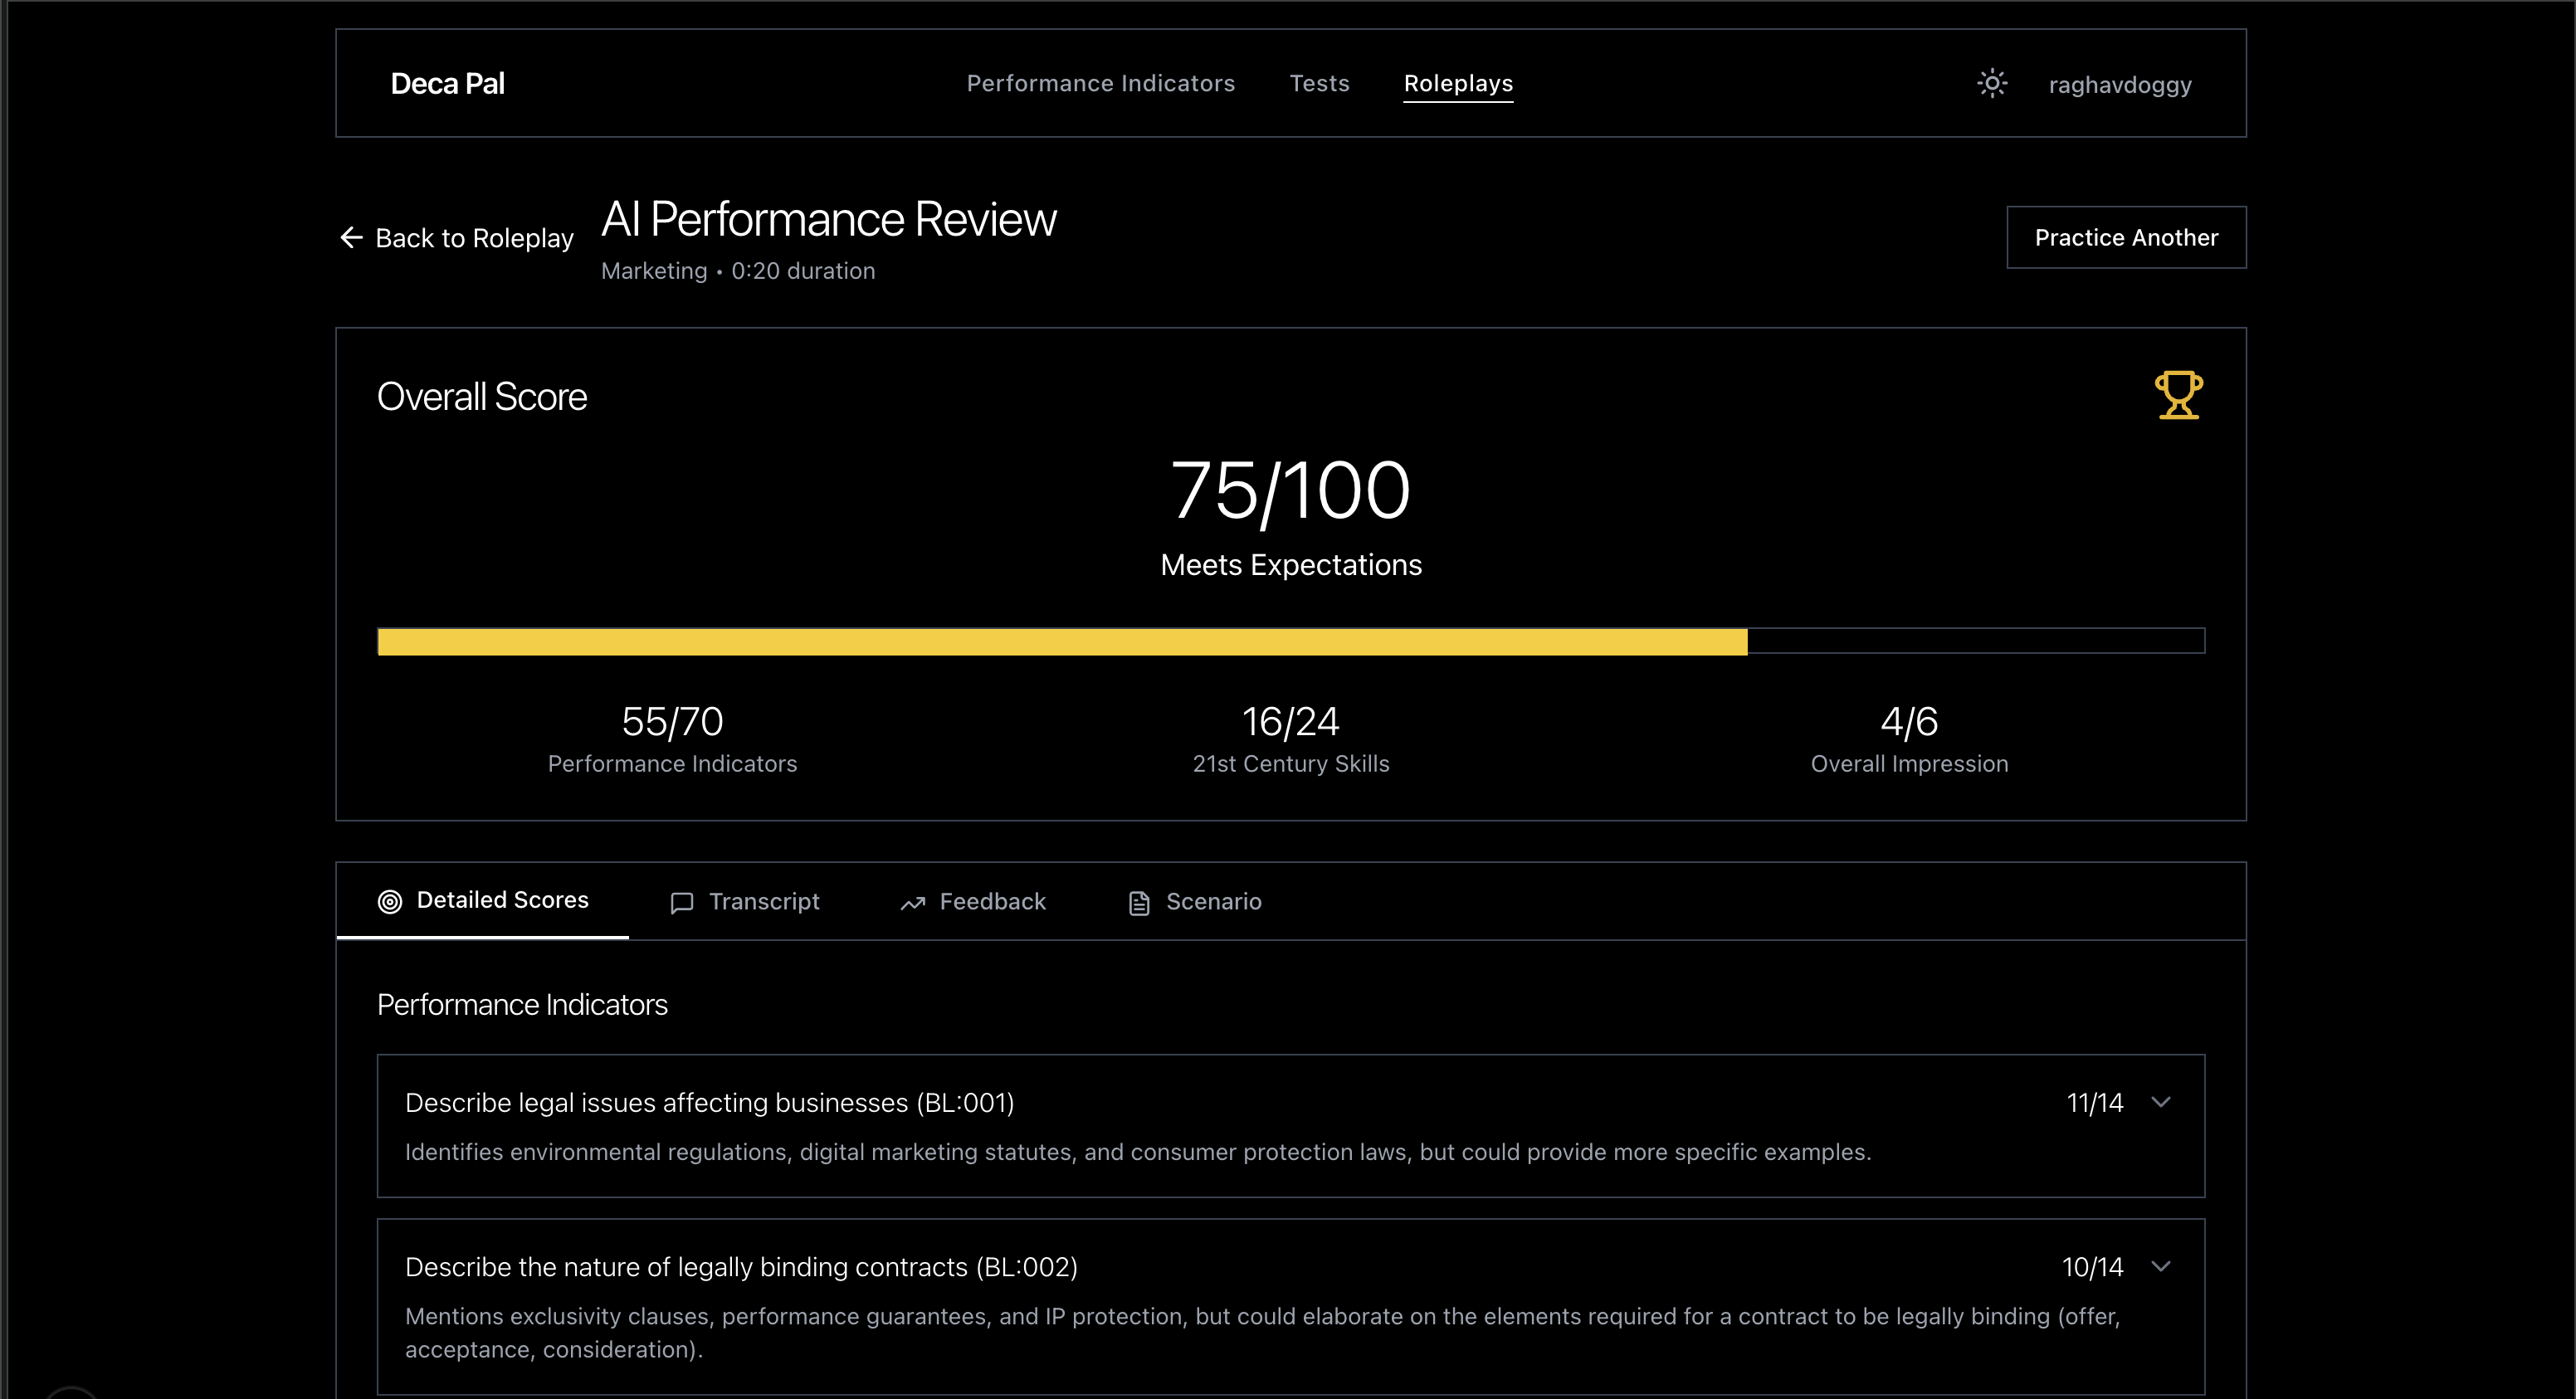 Deca Pal
Performance Indicators
Tests
Roleplays
raghavdoggy
Back to Roleplay
AI Performance Review
Marketing • 0:20 duration
Practice Another
Overall Score
75/100
Meets Expectations
55/70
Performance Indicators
16/24
21st Century Skills
4/6
Overall Impression
Detailed Scores
Transcript
Feedback
Scenario
Performance Indicators
Describe legal issues affecting businesses (BL:001)
11/14
Identifies environmental regulations, digital marketing statutes, and consumer protection laws, but could provide more specific examples.
Describe the nature of legally binding contracts (BL:002)
10/14
Mentions exclusivity clauses, performance guarantees, and IP protection, but could elaborate on the elements required for a contract to be legally binding (offer,
acceptance, consideration).